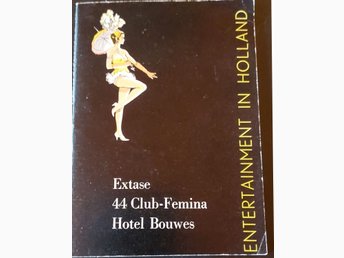 Extase
44 Club-Femina
Hotel Bouwes
ENTERTAINMENT IN HOLLAND